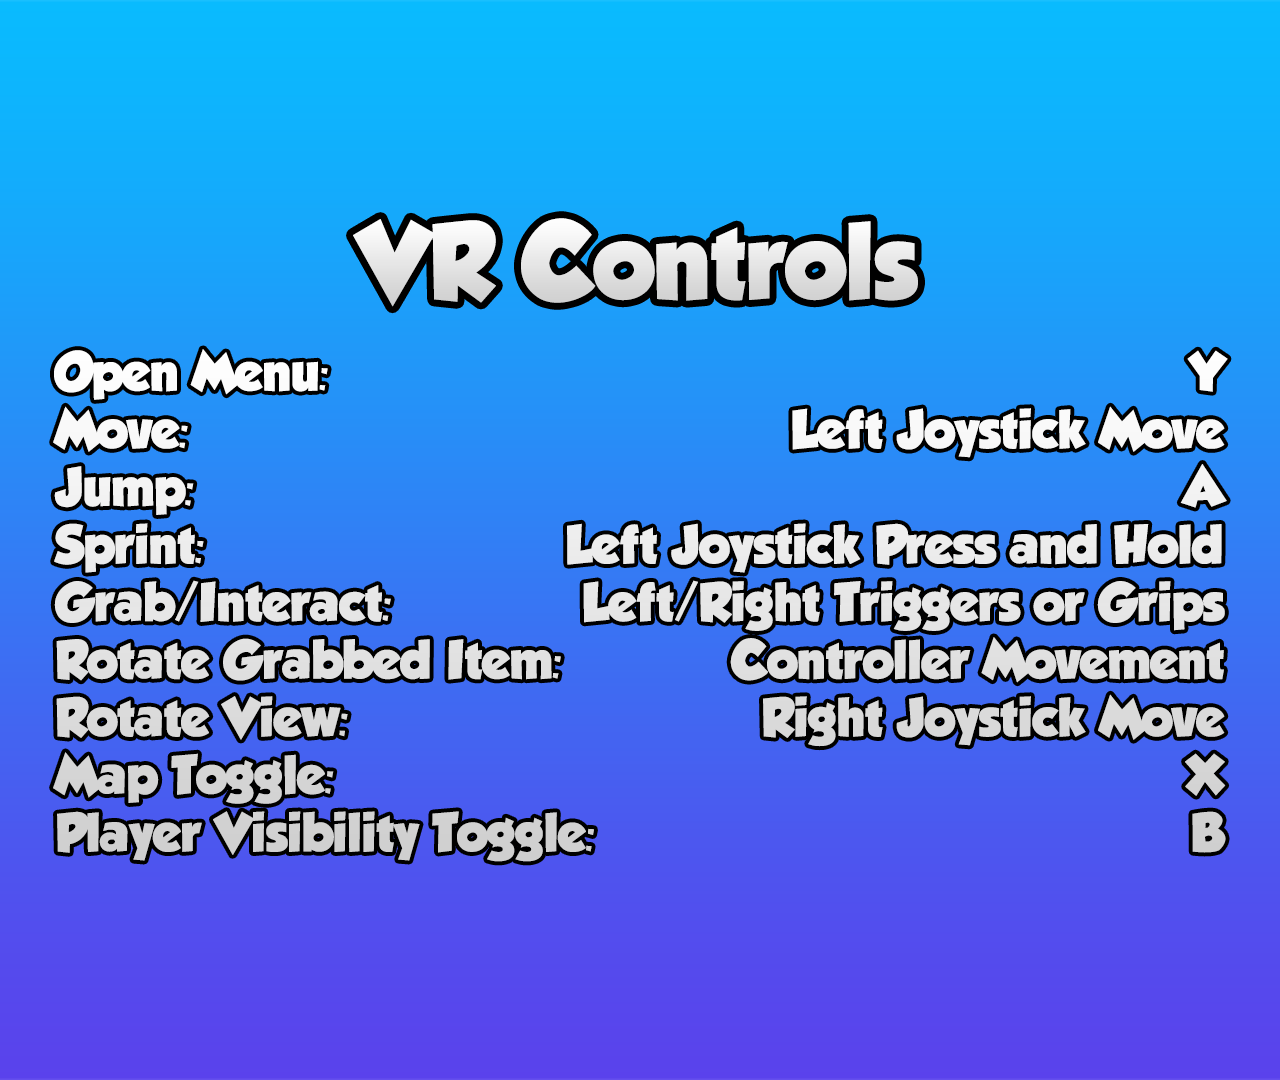 VR Controls
Open Menu: Y
Move: Left Joystick Move
Jump: A
Sprint: Left Joystick Press and Hold
Grab/Interact: Left/Right Triggers or Grips
Rotate Grabbed Item: Controller Movement
Rotate View: Right Joystick Move
Map Toggle: X
Player Visibility Toggle: B